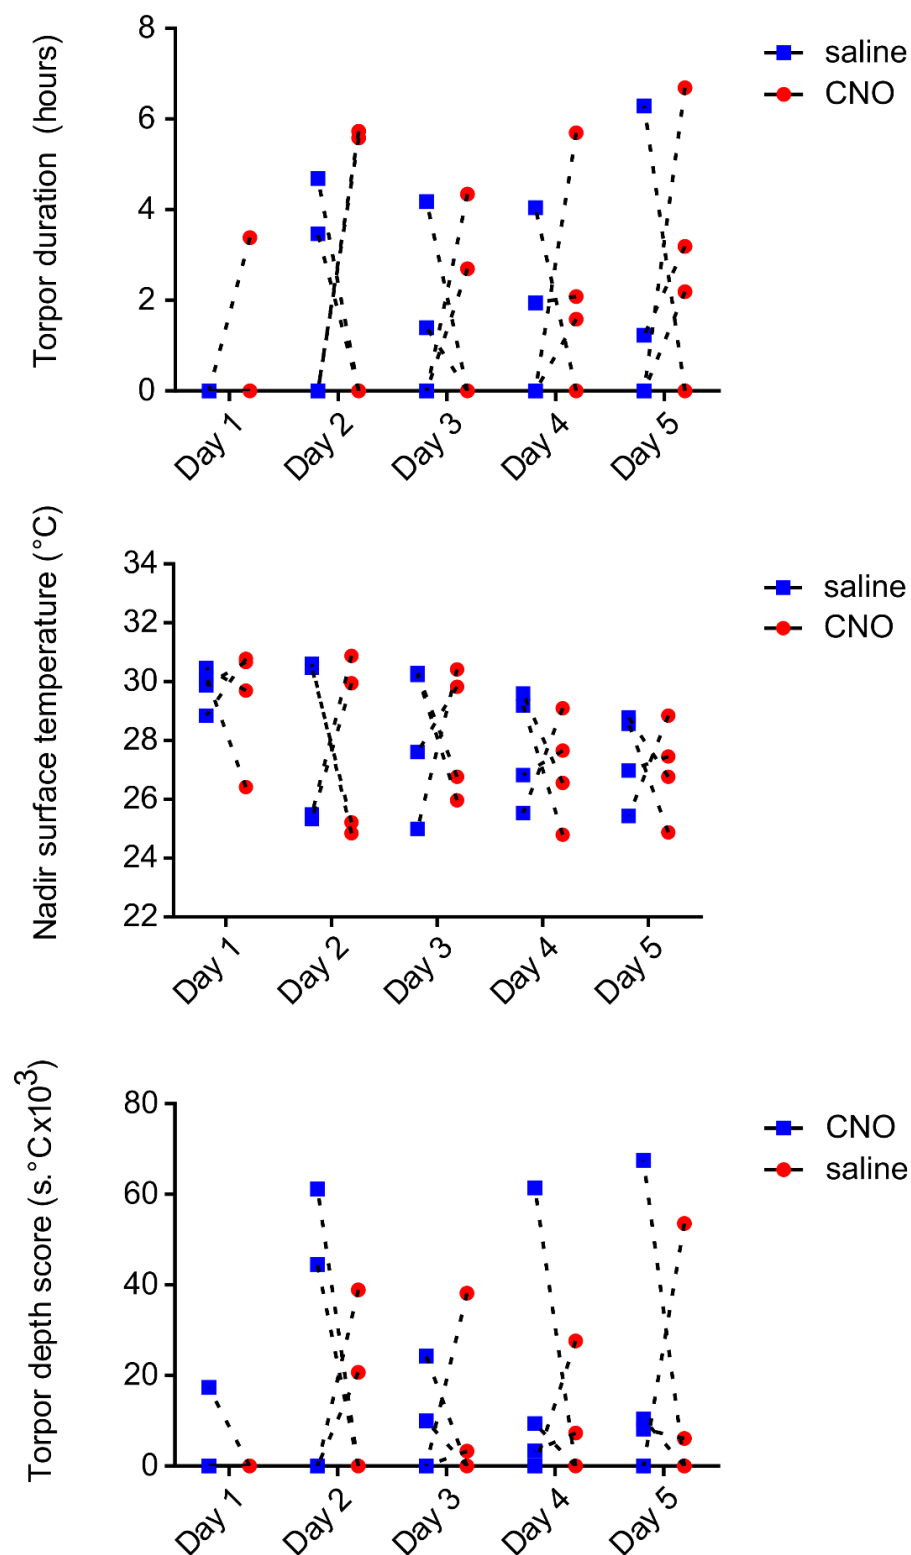 Torpor duration (hours)
8
6
4
2
0
Day 1
Day 2
Day 3
Day 4
Day 5
saline
CNO
Nadir surface temperature (°C)
34
32
30
28
26
24
22
Day 1
Day 2
Day 3
Day 4
Day 5
saline
CNO
Torpor depth score (s.°Cx10³)
80
60
40
20
0
Day 1
Day 2
Day 3
Day 4
Day 5
CNO
saline